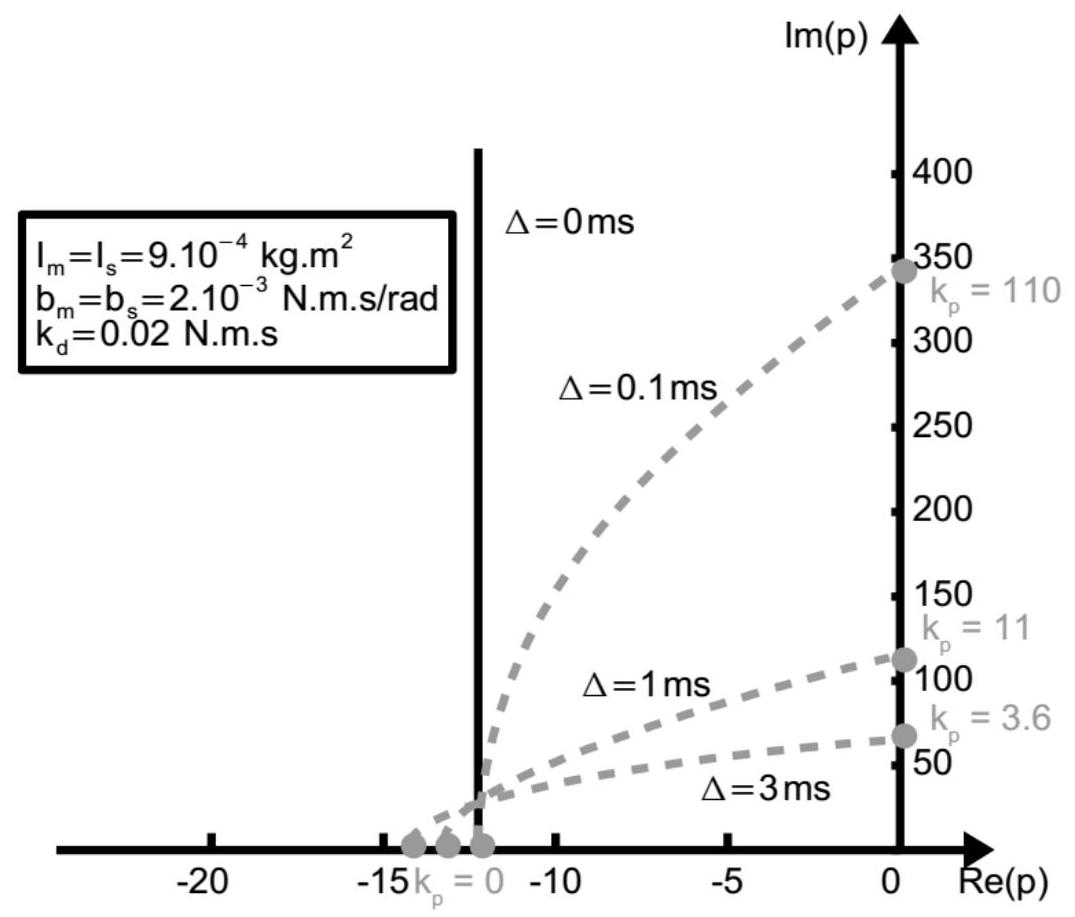 Im(p)
400
Δ=0ms
I_m=I_s=9.10^{-4} kg.m^2
b_m=b_s=2.10^{-3} N.m.s/rad
k_d=0.02 N.m.s
350
k_p = 110
300
Δ=0.1ms
250
200
150
k_p = 11
Δ=1ms
100
k_p = 3.6
50
Δ=3ms
-20 -15 k_p = 0 -10 -5 0 Re(p)